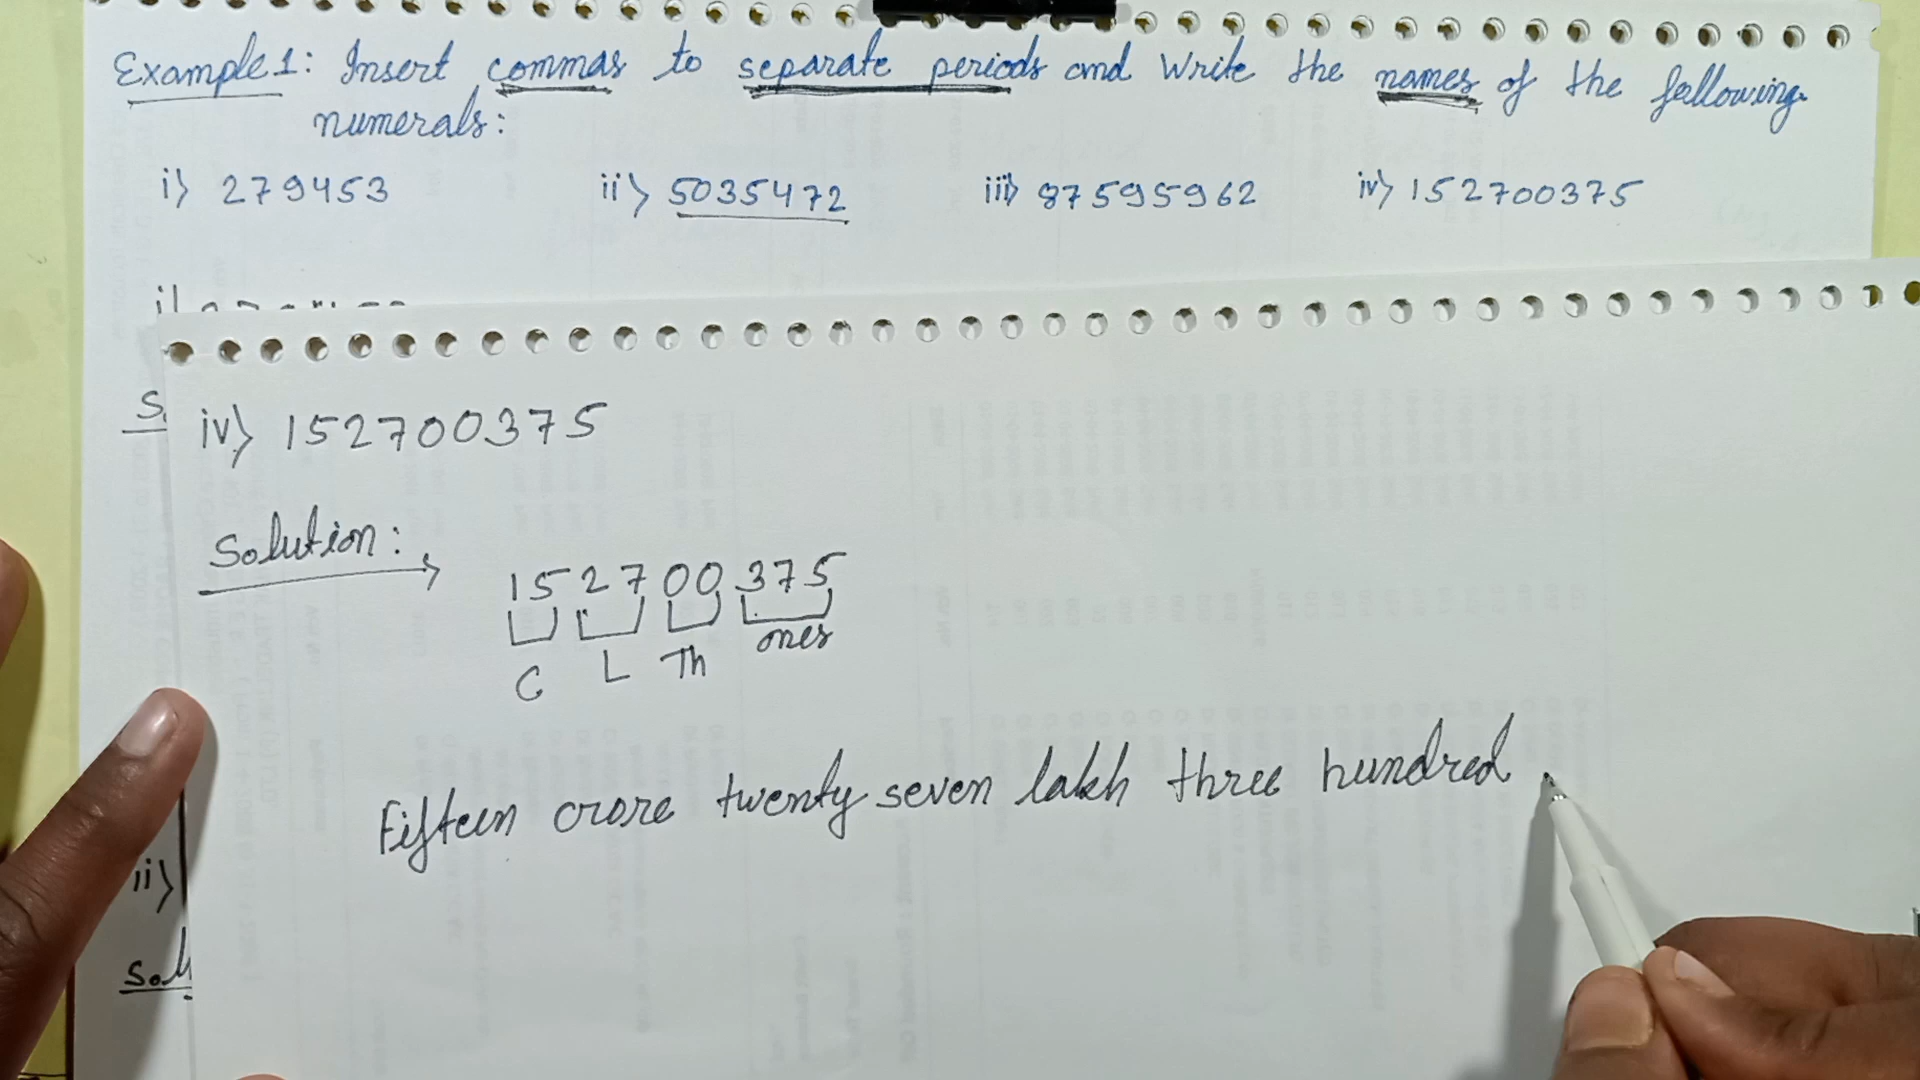 Example 1: Insert commas to separate periods and write the names of the following
numerals:
i) 279453 ii) 5035472 iii) 87595962 iv) 152700375
iv) 152700375
Solution:
152700375
C L Th ones
Fifteen crore twenty seven lakh three hundred
ii)